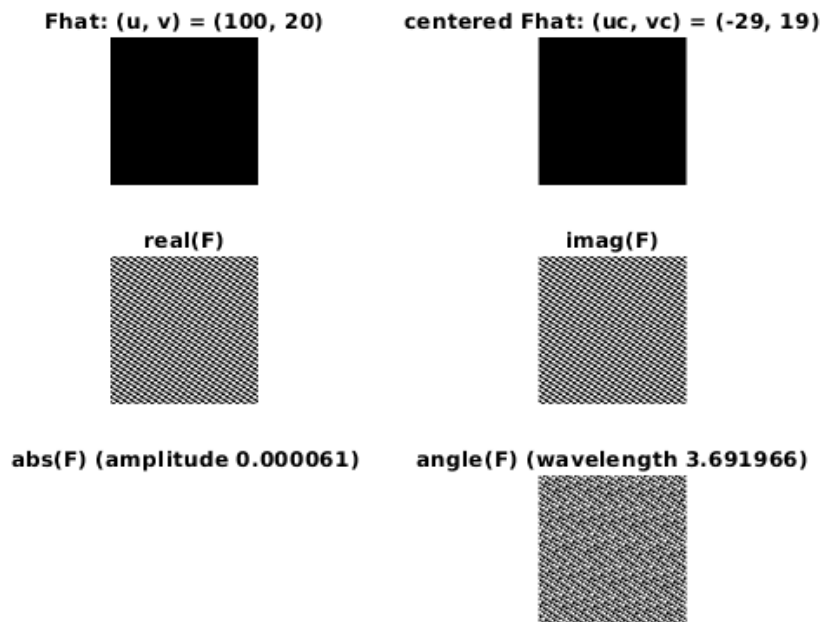 Fhat: (u, v) = (100, 20)
centered Fhat: (uc, vc) = (-29, 19)
real(F)
imag(F)
abs(F) (amplitude 0.000061)
angle(F) (wavelength 3.691966)